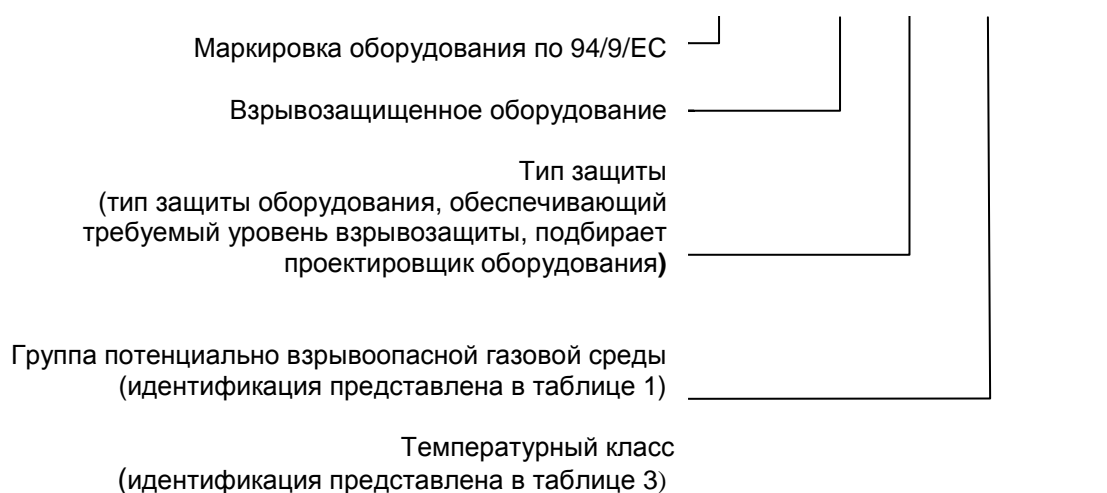 Маркировка оборудования по 94/9/EC
Взрывозащищенное оборудование
Тип защиты
(тип защиты оборудования, обеспечивающий
требуемый уровень взрывозащиты, подбирает
проектировщик оборудования)
Группа потенциально взрывоопасной газовой среды
(идентификация представлена в таблице 1)
Температурный класс
(идентификация представлена в таблице 3)